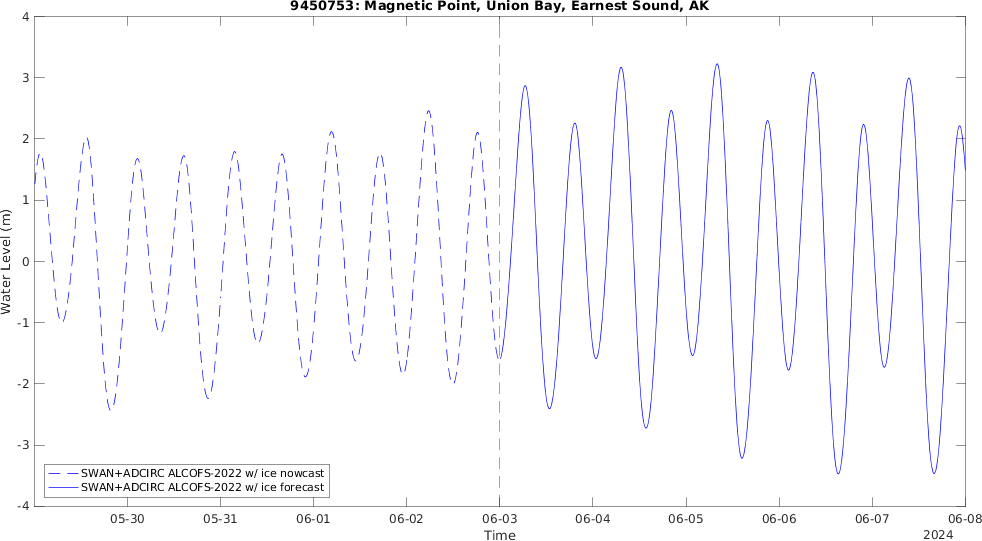 9450753: Magnetic Point, Union Bay, Earnest Sound, AK
4
3
2
1
0
-1
-2
-3
-4
Water Level (m)
SWAN+ADCIRC ALCOFS-2022 w/ ice nowcast
SWAN+ADCIRC ALCOFS-2022 w/ ice forecast
05-30 05-31 06-01 06-02 06-03 06-04 06-05 06-06 06-07 06-08
Time
2024